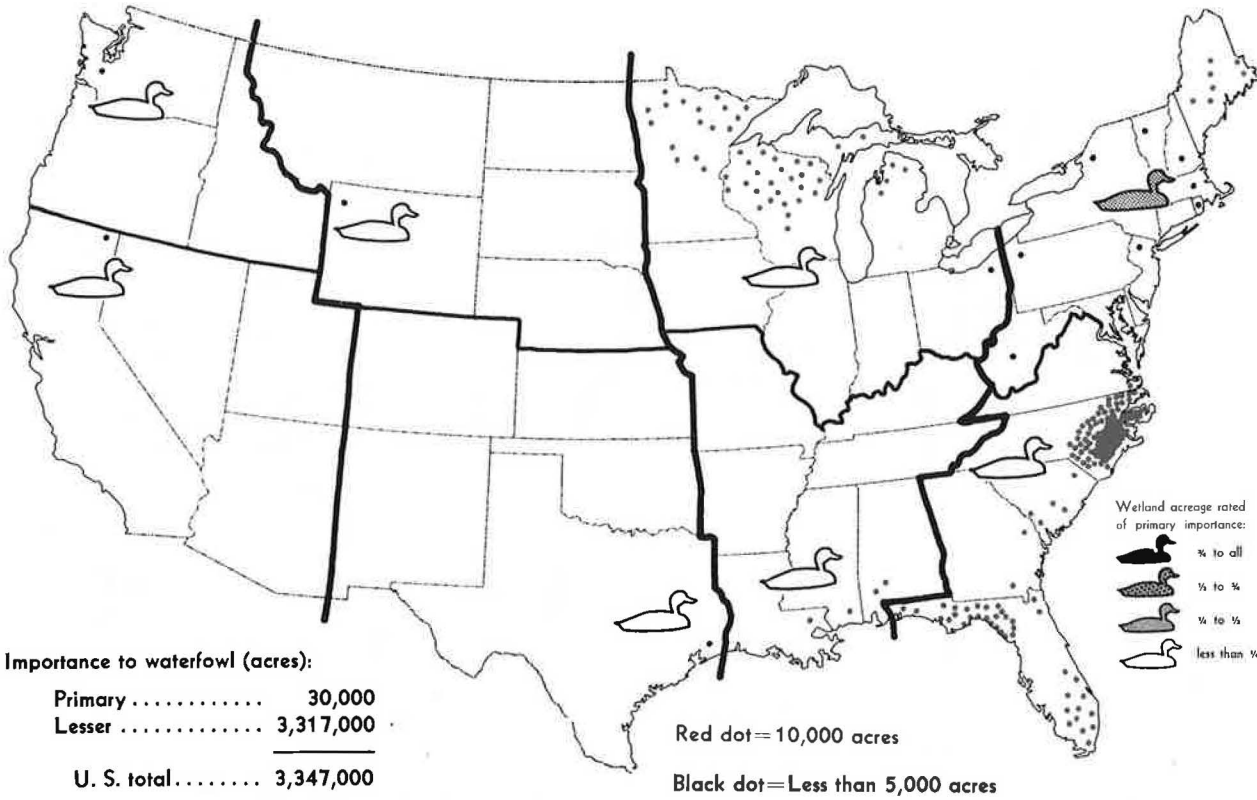 Wetland acreage rated
of primary importance:
¾ to all
½ to ¾
¼ to ½
less than ¼
Importance to waterfowl (acres):
Primary ............ 30,000
Lesser ............. 3,317,000
U. S. total........ 3,347,000
Red dot=10,000 acres
Black dot=Less than 5,000 acres